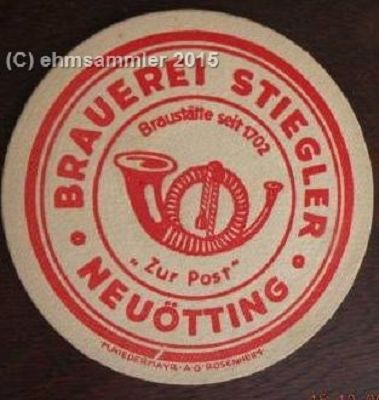 (C) ehmsammler 2015
BRAUEREI STIEGLER
Braustätte seit 1702
"Zur Post"
• NEUÖTTING •
A.G. ROSENHEIM